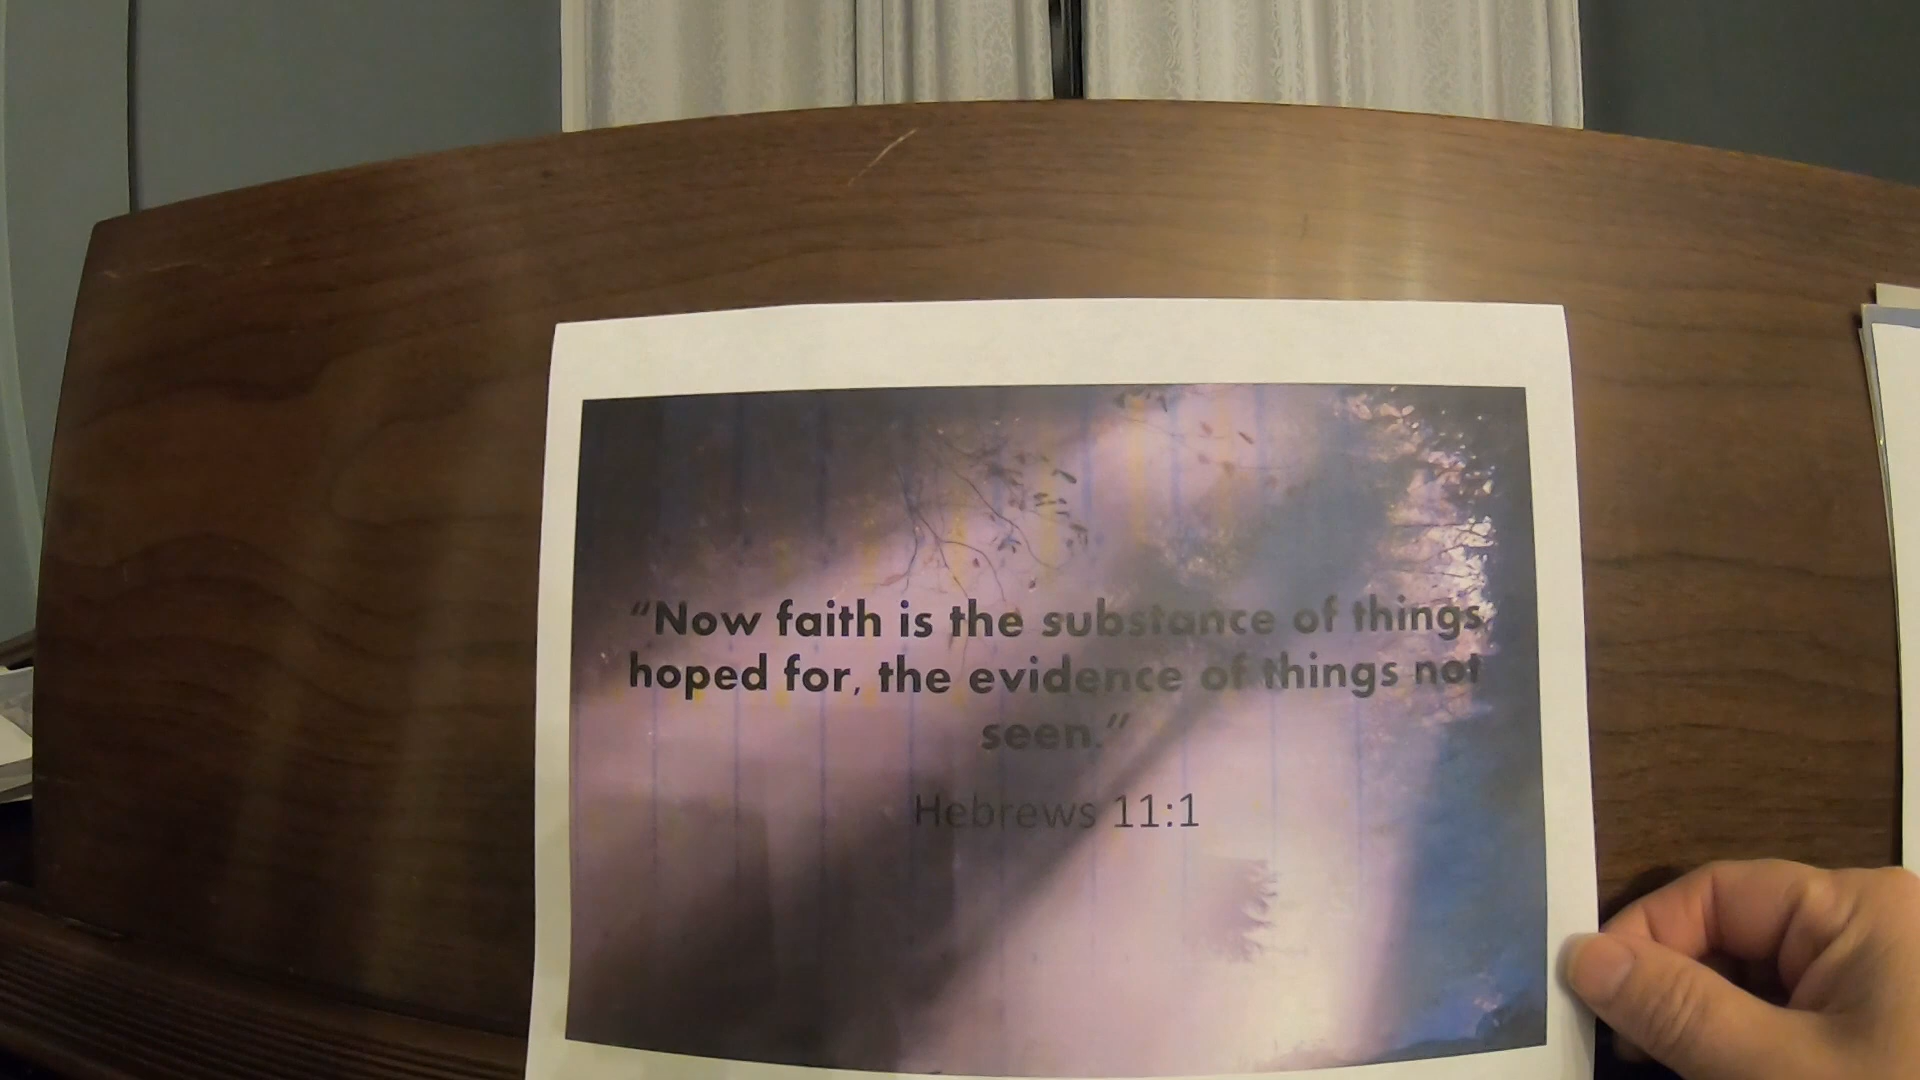 “Now faith is the substance of things
hoped for, the evidence of things not
seen.”
Hebrews 11:1